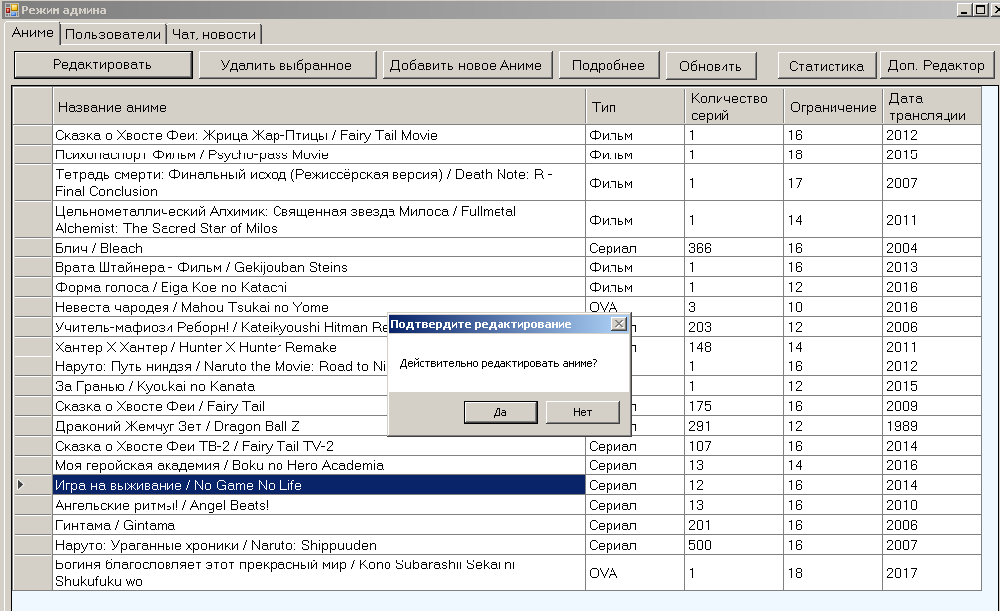 Режим админа
Аниме Пользователи Чат, новости
Редактировать Удалить выбранное Добавить новое Аниме Подробнее Обновить Статистика Доп. Редактор
Название аниме Тип Количество серий Ограничение Дата трансляции
Сказка о Хвосте Феи: Жрица Жар-Птицы / Fairy Tail Movie Фильм 1 16 2012
Психопаспорт Фильм / Psycho-pass Movie Фильм 1 18 2015
Тетрадь смерти: Финальный исход (Режиссёрская версия) / Death Note: R -
Final Conclusion Фильм 1 17 2007
Цельнометаллический Алхимик: Священная звезда Милоса / Fullmetal
Alchemist: The Sacred Star of Milos Фильм 1 14 2011
Блич / Bleach Сериал 366 16 2004
Врата Штайнера - Фильм / Gekijouban Steins Фильм 1 16 2013
Форма голоса / Eiga Koe no Katachi Фильм 1 12 2016
Невеста чародея / Mahou Tsukai no Yome OVA 3 10 2016
Учитель-мафиози Реборн! / Kateikyoushi Hitman Re 203 12 2006
Хантер X Хантер / Hunter X Hunter Remake 148 14 2011
Наруто: Путь ниндзя / Naruto the Movie: Road to Ni 1 16 2012
За Гранью / Kyoukai no Kanata 1 12 2015
Сказка о Хвосте Феи / Fairy Tail 175 16 2009
Драконий Жемчуг Зет / Dragon Ball Z 291 12 1989
Сказка о Хвосте Феи ТВ-2 / Fairy Tail TV-2 Сериал 107 16 2014
Моя геройская академия / Boku no Hero Academia Сериал 13 14 2016
Игра на выживание / No Game No Life Сериал 12 16 2014
Ангельские ритмы! / Angel Beats! Сериал 13 16 2010
Гинтама / Gintama Сериал 201 16 2006
Наруто: Ураганные хроники / Naruto: Shippuuden Сериал 500 16 2007
Богиня благословляет этот прекрасный мир / Kono Subarashii Sekai ni
Shukufuku wo OVA 1 18 2017
Подтвердите редактирование
Действительно редактировать аниме?
Да Нет